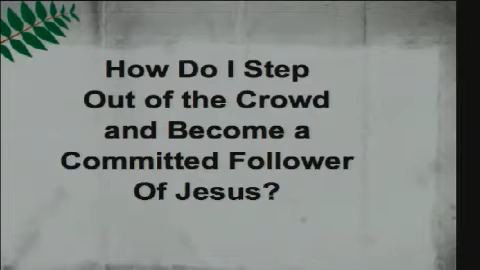 How Do I Step
Out of the Crowd
and Become a
Committed Follower
Of Jesus?